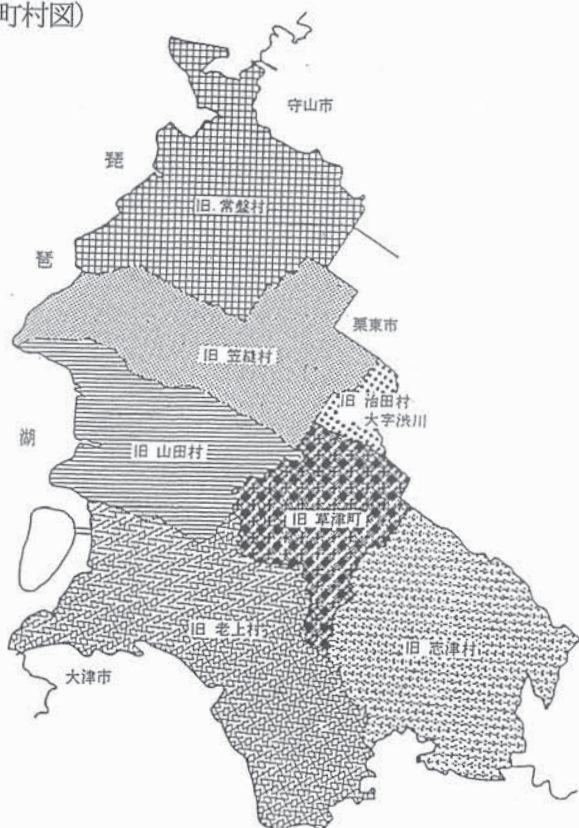 町村図)
守山市
琵
旧.常盤村
琶
栗東市
旧 笠縫村
旧 治田村
大字渋川
湖
旧 山田村
旧 草津町
旧 老上村
旧 志津村
大津市